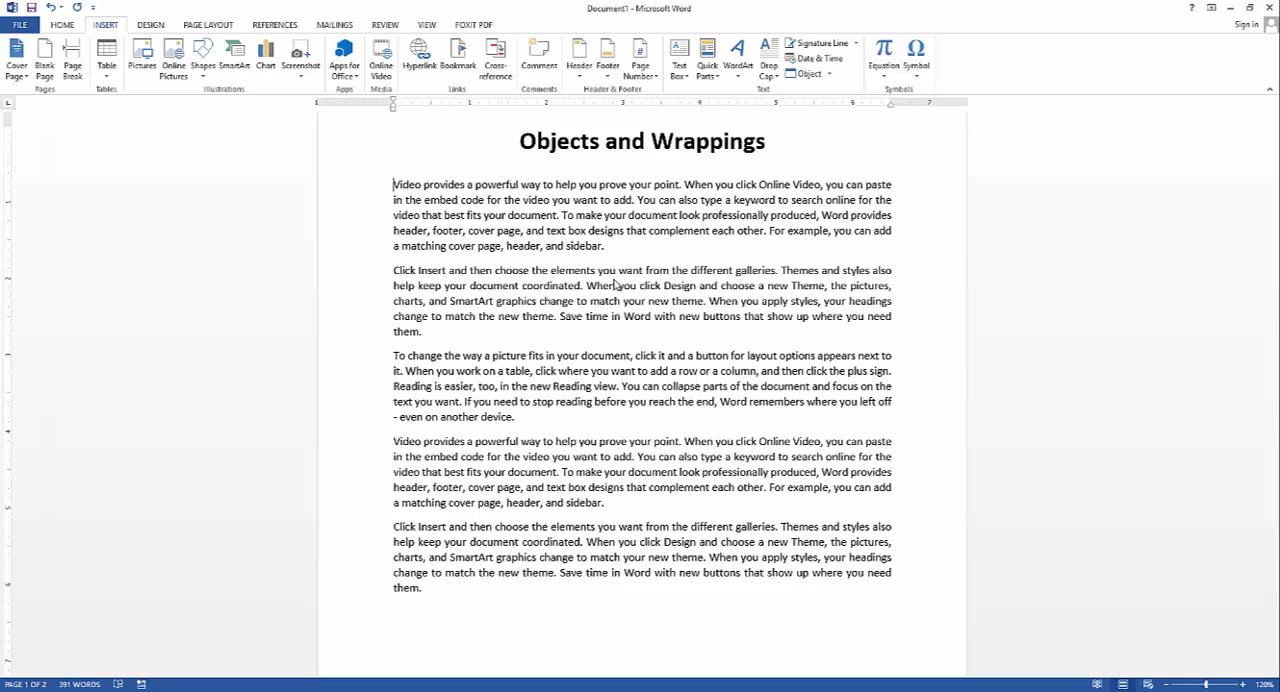 Document1 - Microsoft Word
Sign in
FILE HOME INSERT DESIGN PAGE LAYOUT REFERENCES MAILINGS REVIEW VIEW FOXIT PDF
Cover Page Blank Page Page Break Table Pictures Online Pictures Shapes SmartArt Chart Screenshot Apps for Office Online Video Hyperlink Bookmark Cross-reference Comment Header Footer Page Number Text Box Quick Parts WordArt Drop Cap Signature Line Date & Time Object Equation Symbol
Pages Tables Illustrations Apps Media Links Comments Header & Footer Text Symbols
1 1 2 3 4 5 6 7
Objects and Wrappings
Video provides a powerful way to help you prove your point. When you click Online Video, you can paste
in the embed code for the video you want to add. You can also type a keyword to search online for the
video that best fits your document. To make your document look professionally produced, Word provides
header, footer, cover page, and text box designs that complement each other. For example, you can add
a matching cover page, header, and sidebar.
Click Insert and then choose the elements you want from the different galleries. Themes and styles also
help keep your document coordinated. When you click Design and choose a new Theme, the pictures,
charts, and SmartArt graphics change to match your new theme. When you apply styles, your headings
change to match the new theme. Save time in Word with new buttons that show up where you need
them.
To change the way a picture fits in your document, click it and a button for layout options appears next to
it. When you work on a table, click where you want to add a row or a column, and then click the plus sign.
Reading is easier, too, in the new Reading view. You can collapse parts of the document and focus on the
text you want. If you need to stop reading before you reach the end, Word remembers where you left off
- even on another device.
Video provides a powerful way to help you prove your point. When you click Online Video, you can paste
in the embed code for the video you want to add. You can also type a keyword to search online for the
video that best fits your document. To make your document look professionally produced, Word provides
header, footer, cover page, and text box designs that complement each other. For example, you can add
a matching cover page, header, and sidebar.
Click Insert and then choose the elements you want from the different galleries. Themes and styles also
help keep your document coordinated. When you click Design and choose a new Theme, the pictures,
charts, and SmartArt graphics change to match your new theme. When you apply styles, your headings
change to match the new theme. Save time in Word with new buttons that show up where you need
them.
PAGE 1 OF 2 391 WORDS 120%